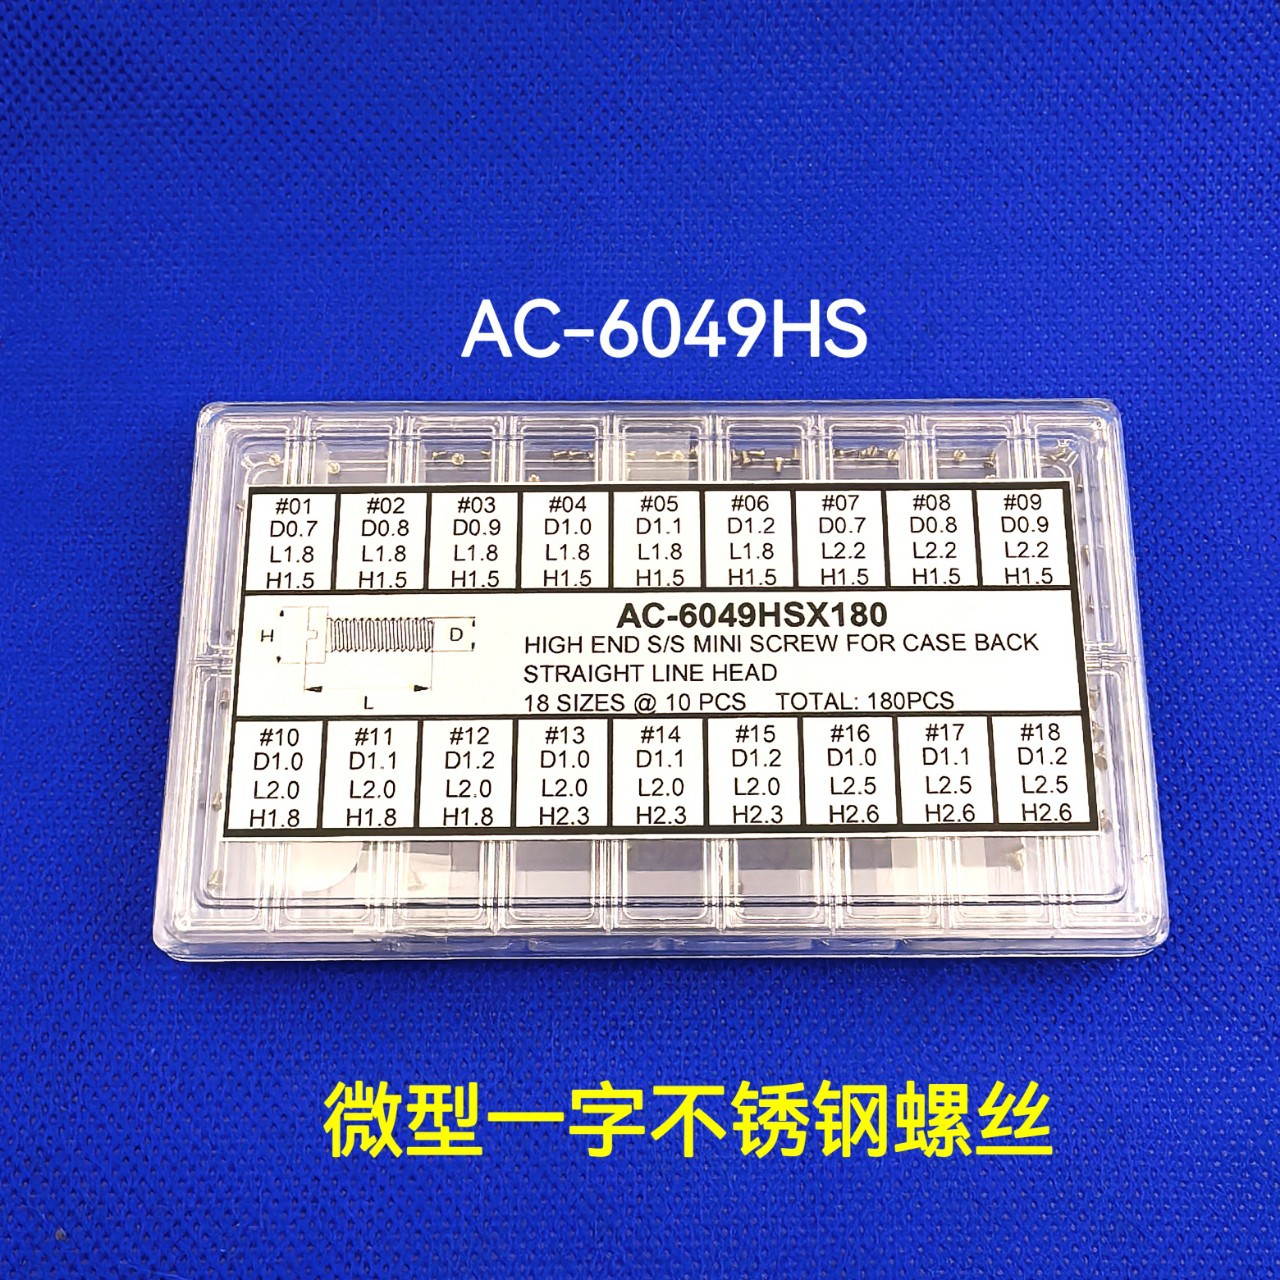 AC-6049HS
#01 #02 #03 #04 #05 #06 #07 #08 #09
D0.7 D0.8 D0.9 D1.0 D1.1 D1.2 D0.7 D0.8 D0.9
L1.8 L1.8 L1.8 L1.8 L1.8 L1.8 L2.2 L2.2 L2.2
H1.5 H1.5 H1.5 H1.5 H1.5 H1.5 H1.5 H1.5 H1.5
H D L
AC-6049HSX180
HIGH END S/S MINI SCREW FOR CASE BACK
STRAIGHT LINE HEAD
18 SIZES @ 10 PCS TOTAL: 180PCS
#10 #11 #12 #13 #14 #15 #16 #17 #18
D1.0 D1.1 D1.2 D1.0 D1.1 D1.2 D1.0 D1.1 D1.2
L2.0 L2.0 L2.0 L2.0 L2.0 L2.0 L2.5 L2.5 L2.5
H1.8 H1.8 H1.8 H2.3 H2.3 H2.3 H2.6 H2.6 H2.6
微型一字不锈钢螺丝